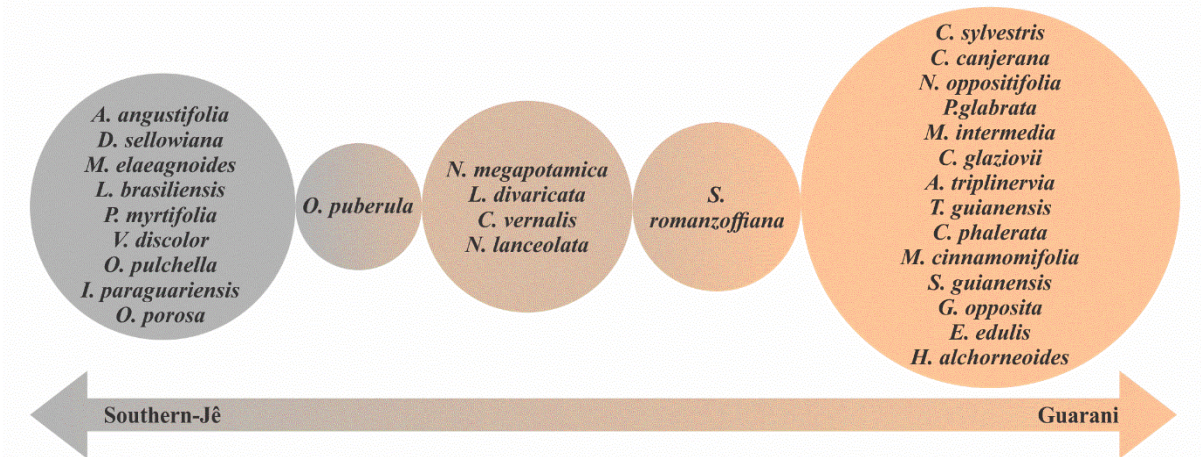 A. angustifolia
D. sellowiana
M. elaeagnoides
L. brasiliensis
P. myrtifolia
V. discolor
O. pulchella
I. paraguariensis
O. porosa
O. puberula
N. megapotamica
L. divaricata
C. vernalis
N. lanceolata
S.
romanzoffiana
C. sylvestris
C. canjerana
N. oppositifolia
P.glabrata
M. intermedia
C. glaziovii
A. triplinervia
T. guianensis
C. phalerata
M. cinnamomifolia
S. guianensis
G. opposita
E. edulis
H. alchorneoides
Southern-Jê
Guarani